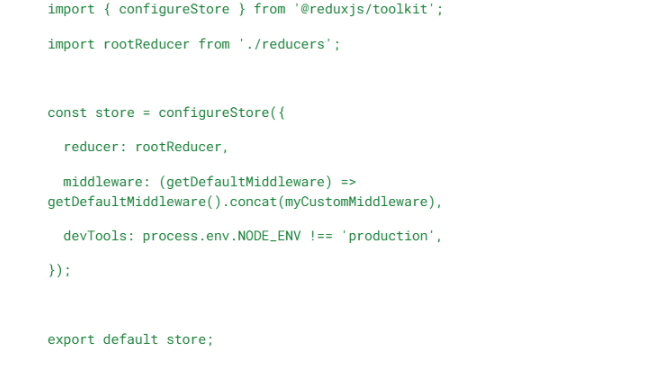 import { configureStore } from '@reduxjs/toolkit';
import rootReducer from './reducers';
const store = configureStore({
  reducer: rootReducer,
  middleware: (getDefaultMiddleware) =>
getDefaultMiddleware().concat(myCustomMiddleware),
  devTools: process.env.NODE_ENV !== 'production',
});
export default store;